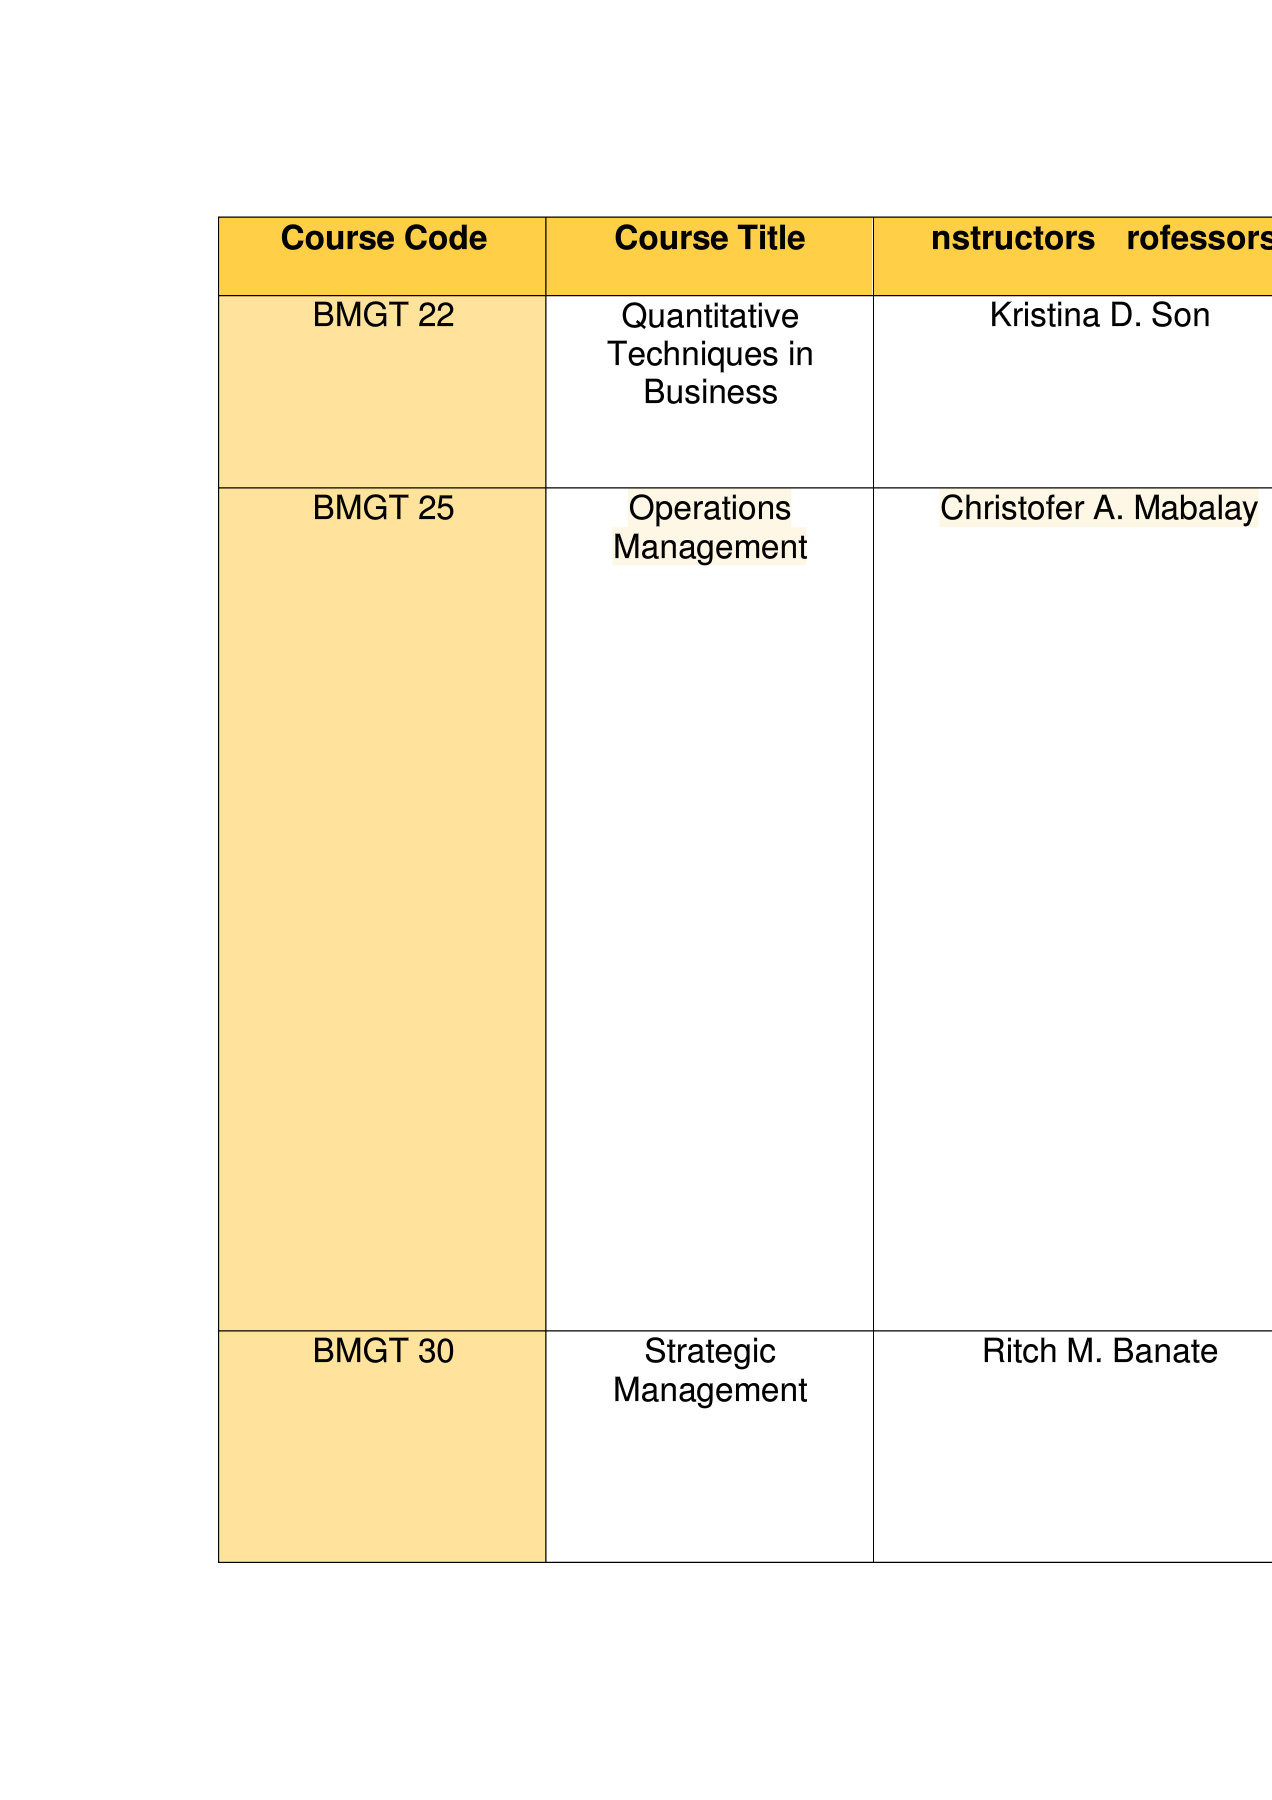 Course Code Course Title nstructors rofessors
BMGT 22 Quantitative Kristina D. Son
Techniques in
Business
BMGT 25 Operations Christofer A. Mabalay
Management
BMGT 30 Strategic Ritch M. Banate
Management